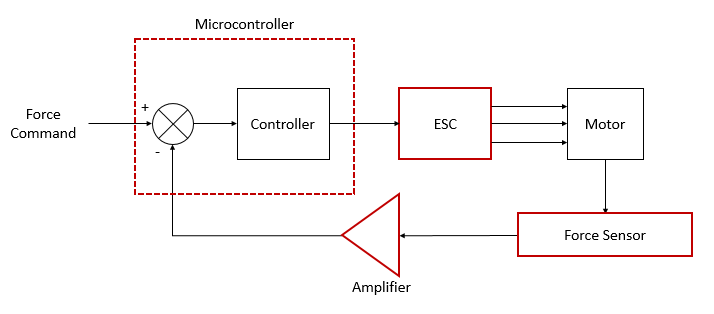 Microcontroller
Force
Command
+
-
Controller
ESC
Motor
Force Sensor
Amplifier